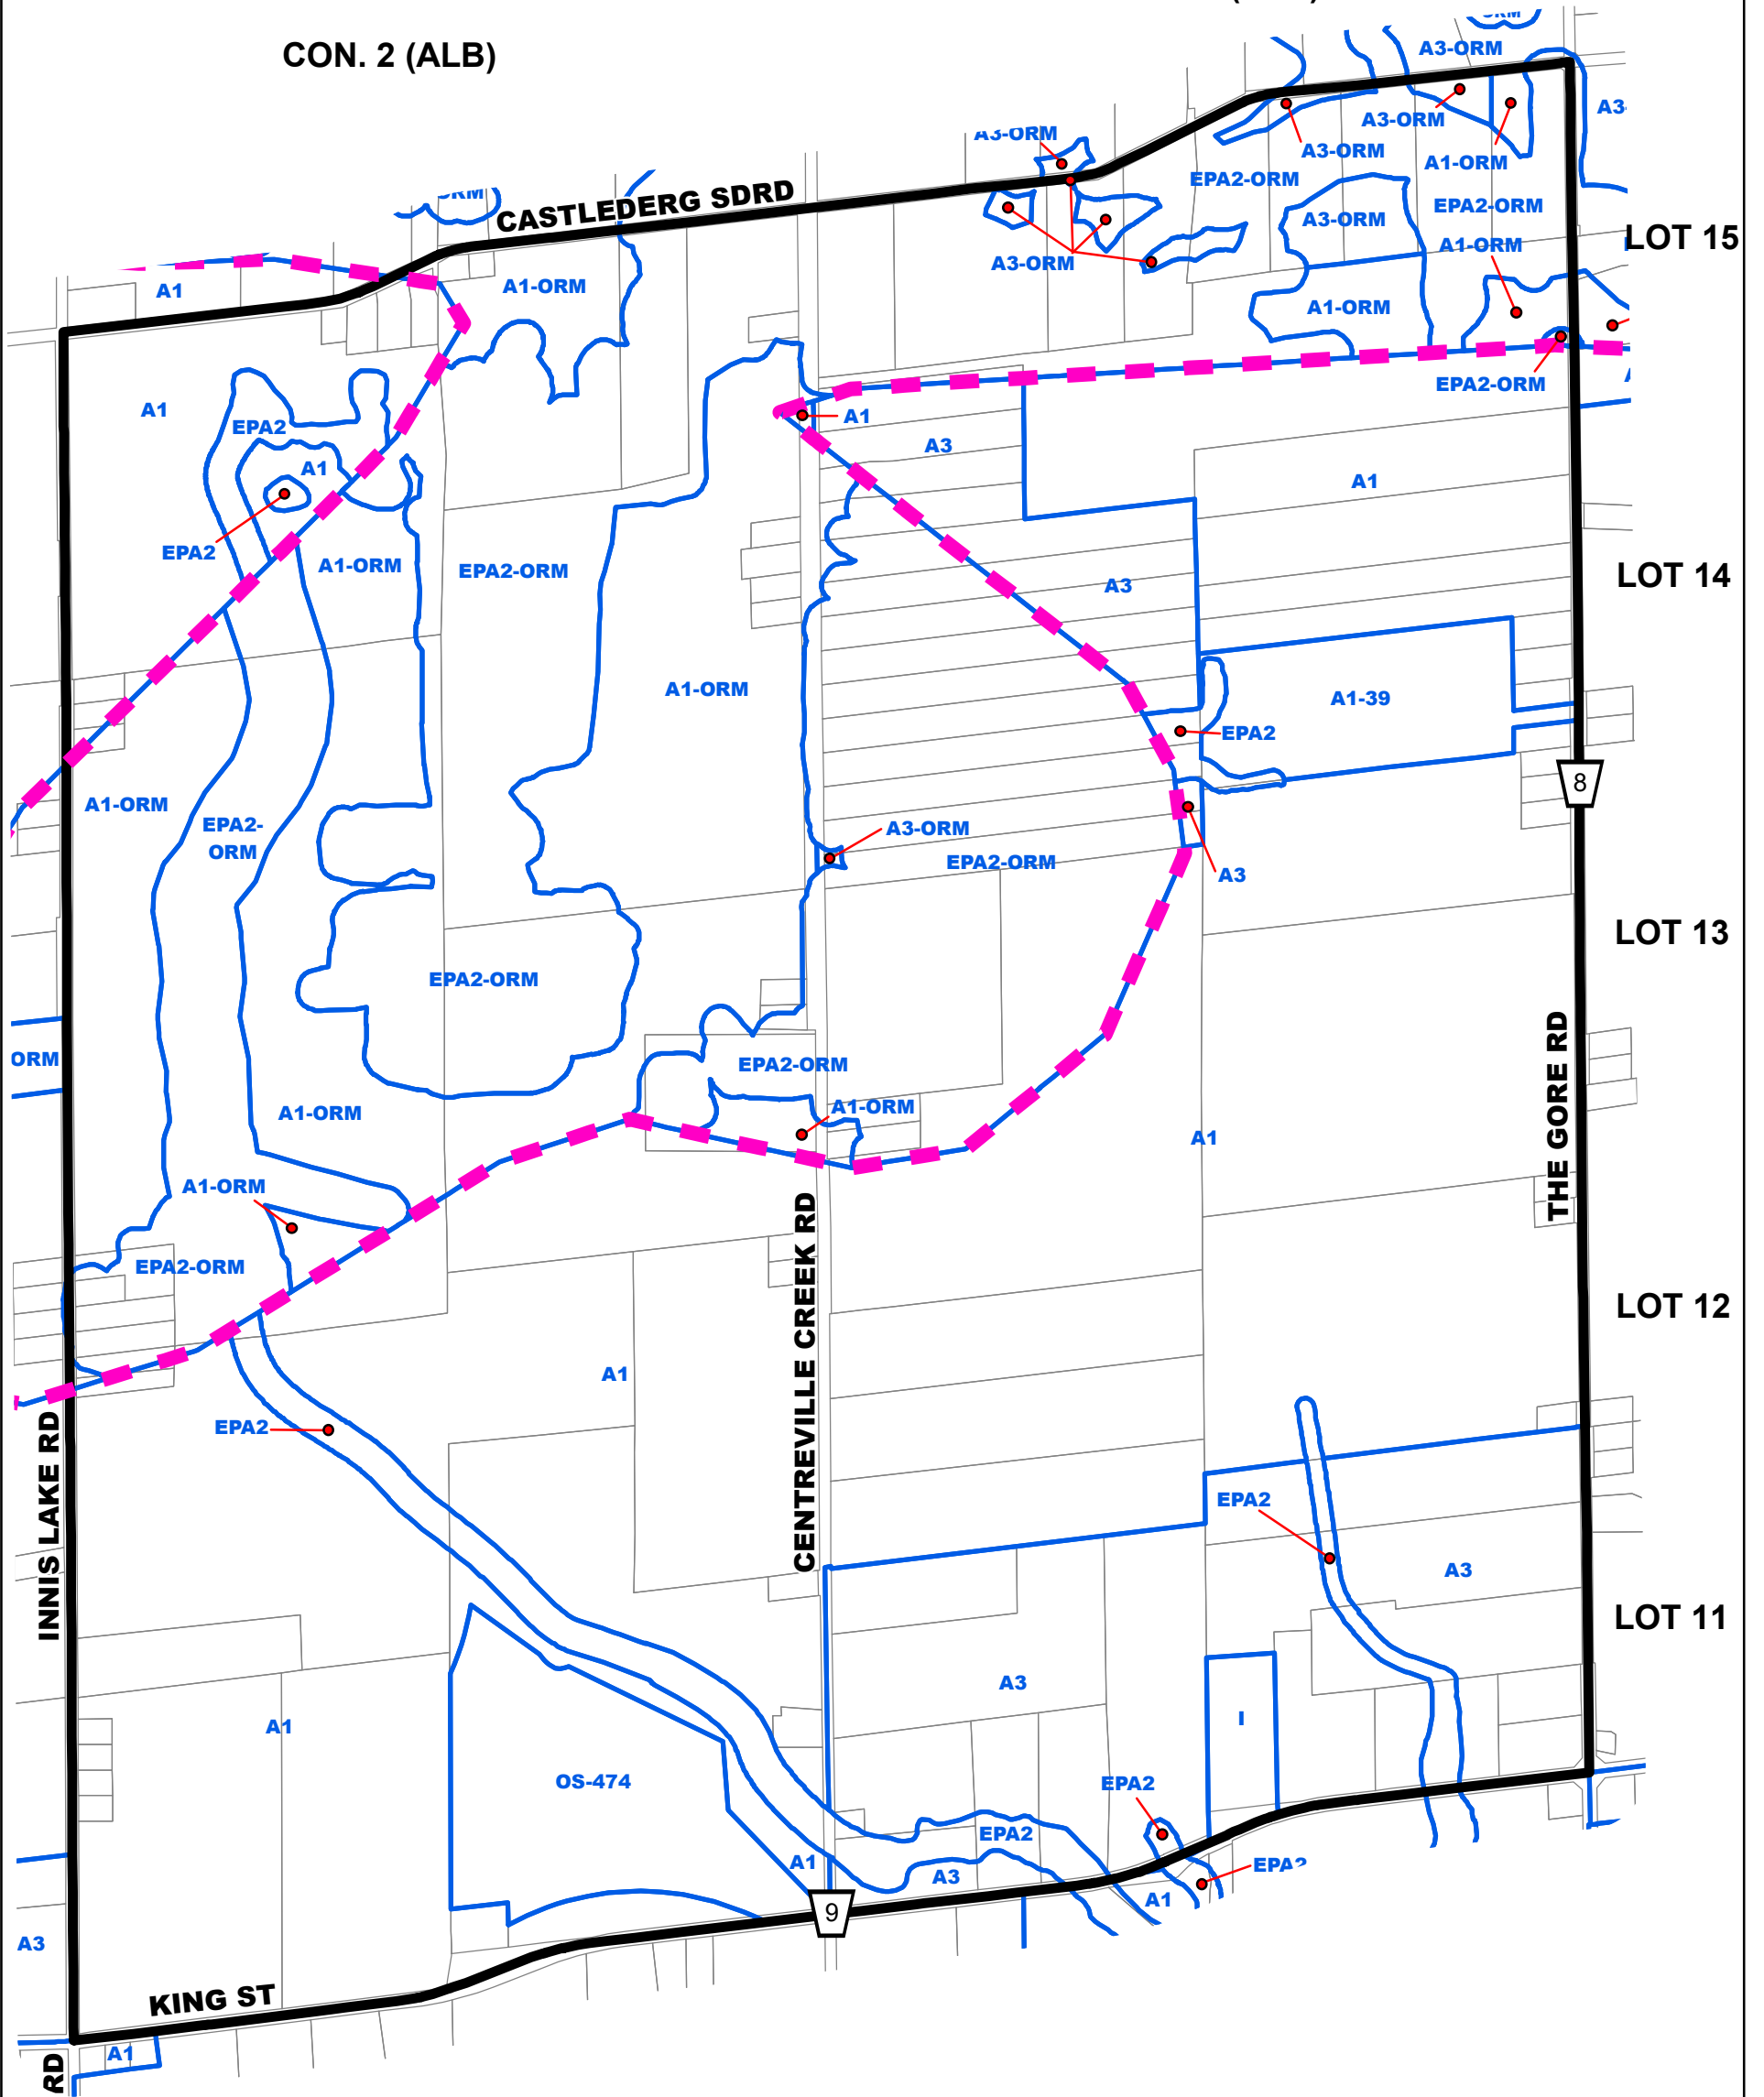 CON. 2 (ALB)
A3-ORM
A3-ORM
A3-ORM
A3-ORM
A1-ORM
EPA2-ORM
A3-ORM
EPA2-ORM
CASTLEDERG SDRD
A1-ORM
LOT 15
A3-ORM
A1
A1-ORM
A1-ORM
EPA2-ORM
A1
EPA2
A1
A3
A1
A1
EPA2
A1-ORM
EPA2-ORM
A3
LOT 14
A1-ORM
A1-39
EPA2
8
A1-ORM
EPA2-
ORM
A3-ORM
EPA2-ORM
A3
LOT 13
EPA2-ORM
ORM
EPA2-ORM
A1-ORM
A1-ORM
THE GORE RD
A1
A1-ORM
EPA2-ORM
CENTREVILLE CREEK RD
LOT 12
A1
INNIS LAKE RD
EPA2
EPA2
A3
LOT 11
A3
A1
I
OS-474
EPA2
EPA2
A1
A3
EPA2
A1
9
A3
KING ST
A1
RD